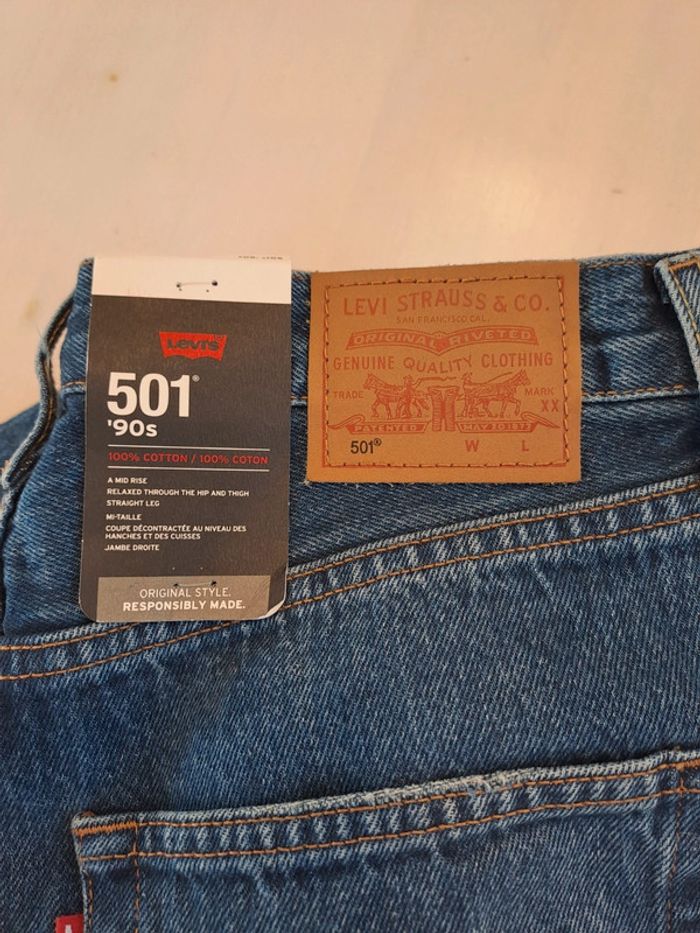 Levi's
501®
'90s
100% COTTON / 100% COTON
A MID RISE
RELAXED THROUGH THE HIP AND THIGH
STRAIGHT LEG
MI-TAILLE
COUPE DÉCONTRACTÉE AU NIVEAU DES
HANCHES ET DES CUISSES
JAMBE DROITE
ORIGINAL STYLE.
RESPONSIBLY MADE.
LEVI STRAUSS & CO.
SAN FRANCISCO, CAL.
ORIGINAL RIVETED
GENUINE QUALITY CLOTHING
TRADE MARK
XX
PATENTED MAY 20 1873
501® W L